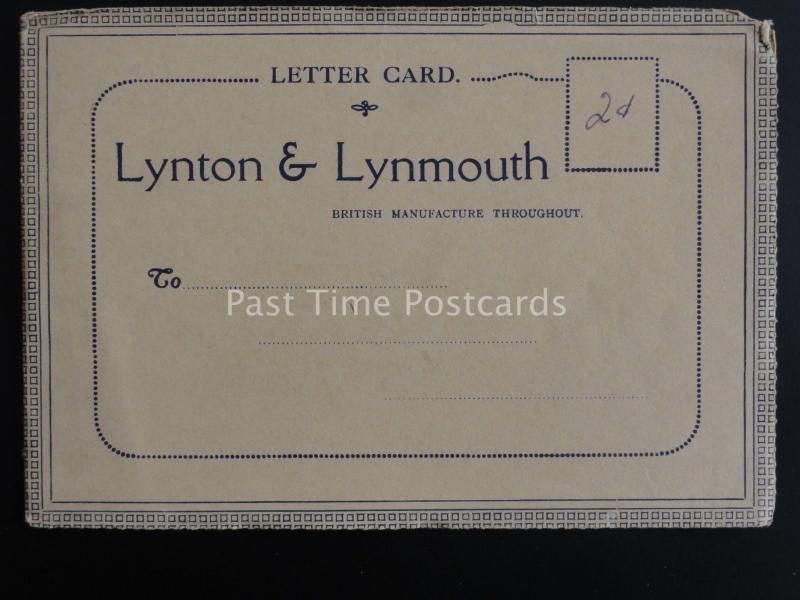 LETTER CARD.
2d
Lynton & Lynmouth
BRITISH MANUFACTURE THROUGHOUT.
To
Past Time Postcards